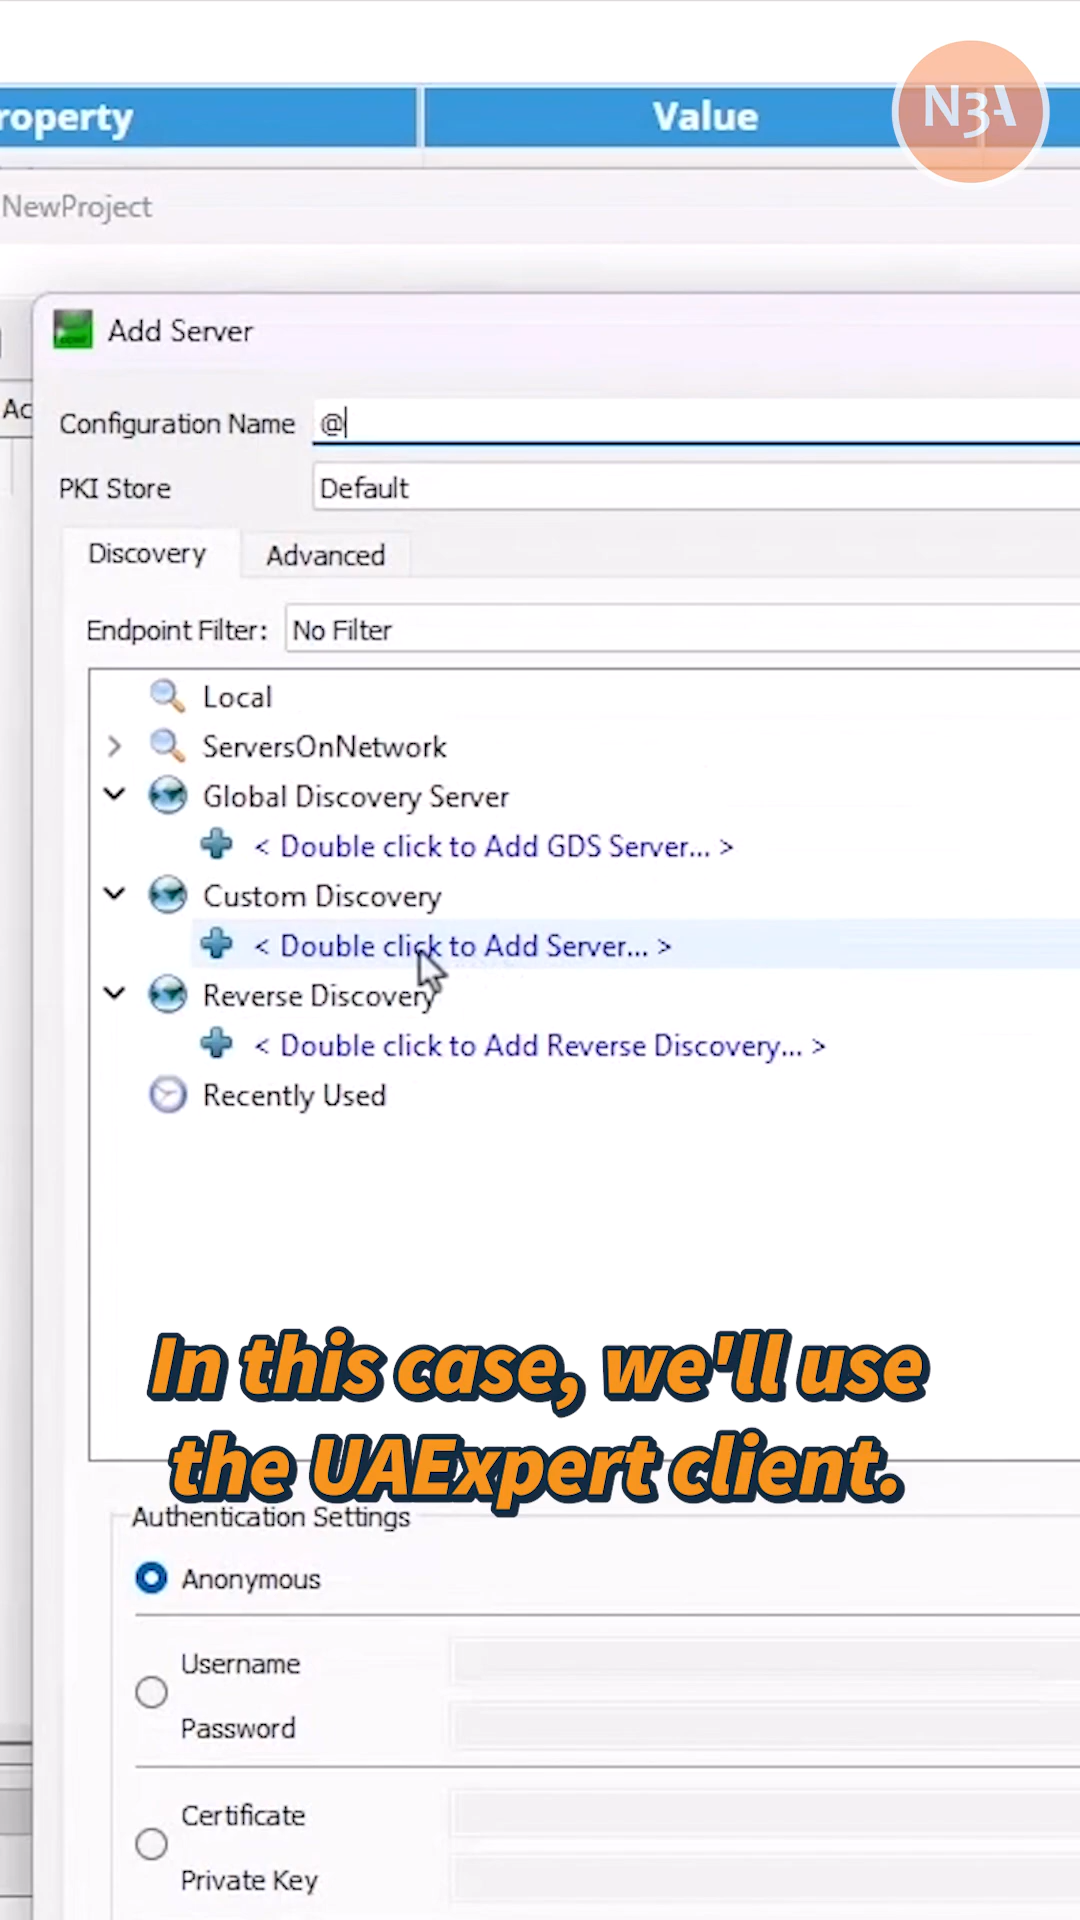 roperty Value
N3A
NewProject
Add Server
Ac
Configuration Name @
PKI Store Default
Discovery Advanced
Endpoint Filter: No Filter
Local
ServersOnNetwork
Global Discovery Server
< Double click to Add GDS Server... >
Custom Discovery
< Double click to Add Server... >
Reverse Discovery
< Double click to Add Reverse Discovery... >
Recently Used
In this case, we'll use
the UAExpert client.
Authentication Settings
Anonymous
Username
Password
Certificate
Private Key